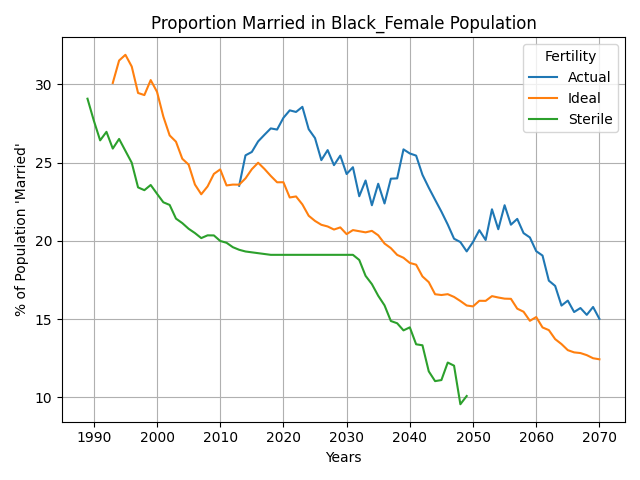 Proportion Married in Black_Female Population
% of Population 'Married'
30
25
20
15
10
Fertility
Actual
Ideal
Sterile
1990 2000 2010 2020 2030 2040 2050 2060 2070
Years